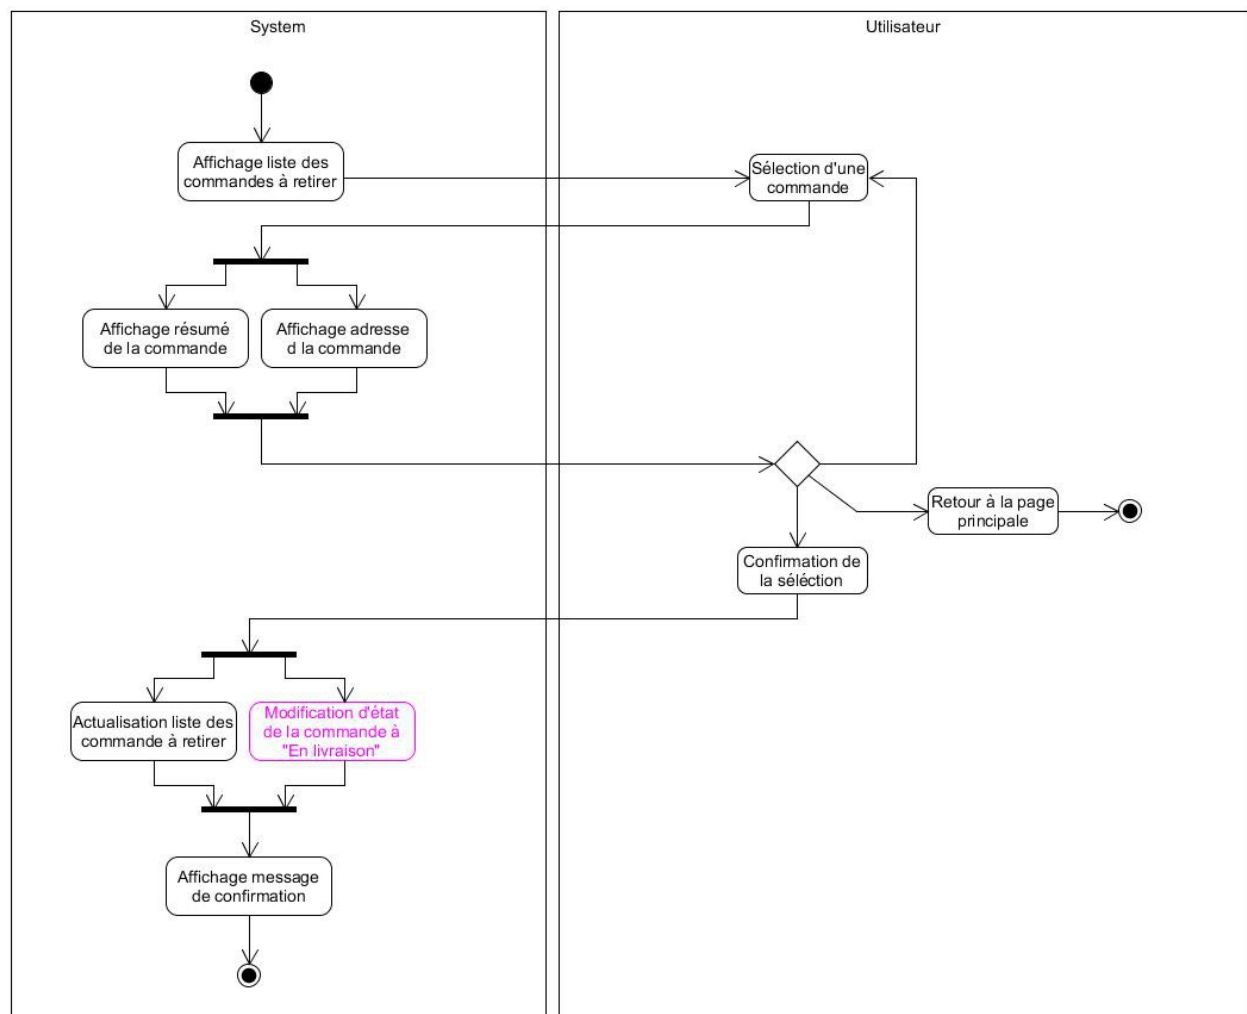 System
Utilisateur
Affichage liste des
commandes à retirer
Sélection d'une
commande
Affichage résumé
de la commande
Affichage adresse
d la commande
Retour à la page
principale
Confirmation de
la séléction
Actualisation liste des
commande à retirer
Modification d'état
de la commande à
"En livraison"
Affichage message
de confirmation